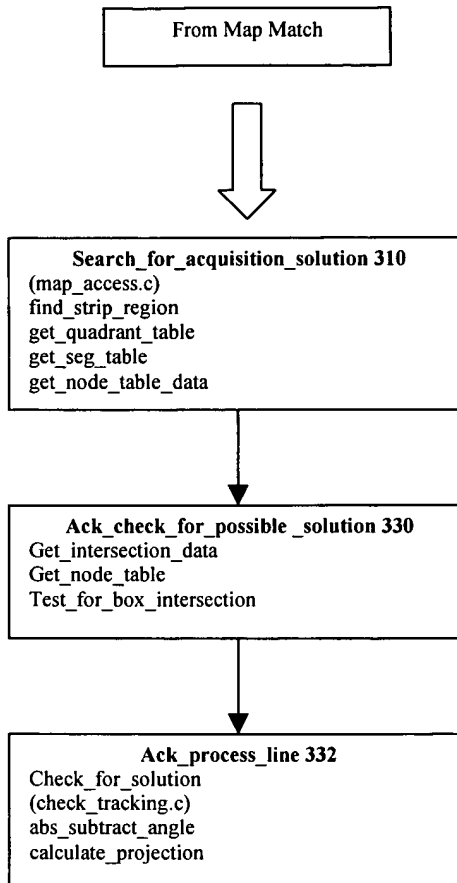 From Map Match
Search_for_acquisition_solution 310
(map_access.c)
find_strip_region
get_quadrant_table
get_seg_table
get_node_table_data
Ack_check_for_possible _solution 330
Get_intersection_data
Get_node_table
Test_for_box_intersection
Ack_process_line 332
Check_for_solution
(check_tracking.c)
abs_subtract_angle
calculate_projection